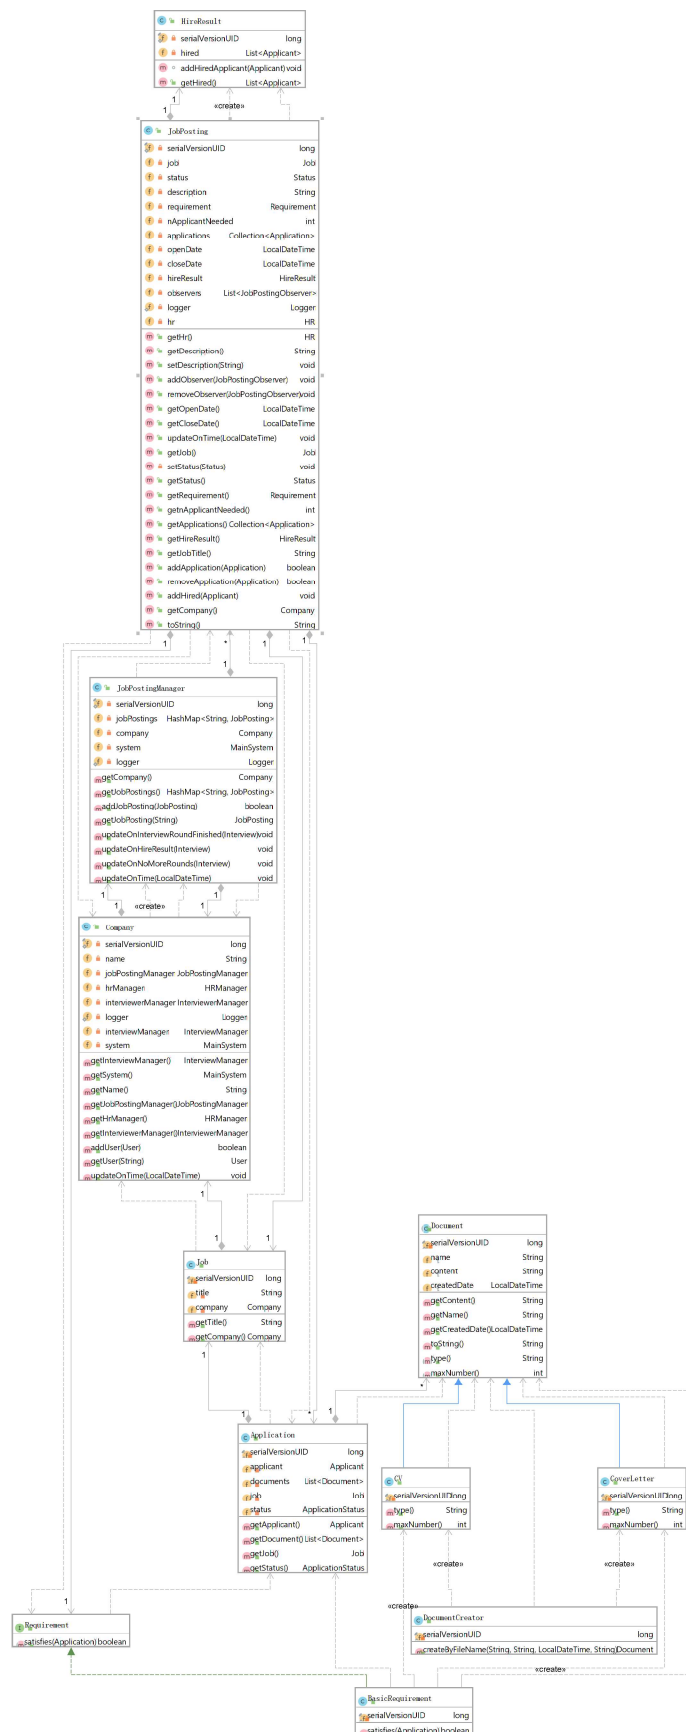 HireResult
serialVersionUID long
hired List<Applicant>
addHiredApplicant(Applicant) void
getHired() List<Applicant>
1
1
«create»
JobPosting
serialVersionUID long
job Job
status Status
description String
requirement Requirement
nApplicantNeeded int
applications Collection<Application>
openDate LocalDateTime
closeDate LocalDateTime
hireResult HireResult
observers List<JobPostingObserver>
logger Logger
hr HR
getHr() HR
getDescription() String
setDescription(String) void
addObserver(JobPostingObserver) void
removeObserver(JobPostingObserver)void
getOpenDate() LocalDateTime
getCloseDate() LocalDateTime
updateOnTime(LocalDateTime) void
getJob() Job
setStatus(Status) void
getStatus() Status
getRequirement() Requirement
getnApplicantNeeded() int
getApplications() Collection<Application>
getHireResult() HireResult
getJobTitle() String
addApplication(Application) boolean
removeApplication(Application) boolean
addHired(Applicant) void
getCompany() Company
toString() String
1 * 1 1
1
JobPostingManager
serialVersionUID long
jobPostings HashMap<String, JobPosting>
company Company
system MainSystem
logger Logger
getCompany() Company
getJobPostings() HashMap<String, JobPosting>
addJobPosting(JobPosting) boolean
getJobPosting(String) JobPosting
updateOnInterviewRoundFinished(Interview)void
updateOnHireResult(Interview) void
updateOnNoMoreRounds(Interview) void
updateOnTime(LocalDateTime) void
1 1
1 «create» 1
Company
serialVersionUID long
name String
jobPostingManager JobPostingManager
hrManager HRManager
interviewerManager InterviewerManager
logger Logger
interviewManager InterviewManager
system MainSystem
getInterviewManager() InterviewManager
getSystem() MainSystem
getName() String
getJobPostingManager()JobPostingManager
getHrManager() HRManager
getInterviewerManager()InterviewerManager
addUser(User) boolean
getUser(String) User
updateOnTime(LocalDateTime) void
1
1 1
Job
serialVersionUID long
title String
company Company
getTitle() String
getCompany() Company
1
Document
serialVersionUID long
name String
content String
createdDate LocalDateTime
getContent() String
getName() String
getCreatedDate()LocalDateTime
toString() String
type() String
maxNumber() int
*
1 * 1
Application
serialVersionUID long
applicant Applicant
documents List<Document>
job Job
status ApplicationStatus
getApplicant() Applicant
getDocument() List<Document>
getJob() Job
getStatus() ApplicationStatus
CV
serialVersionUID long
type() String
maxNumber() int
CoverLetter
serialVersionUID long
type() String
maxNumber() int
«create» «create»
1
«create»
DocumentCreator
serialVersionUID long
createByFileName(String, String, LocalDateTime, String)Document
Requirement
satisfies(Application) boolean
«create»
BasicRequirement
serialVersionUID long
satisfies(Application) boolean